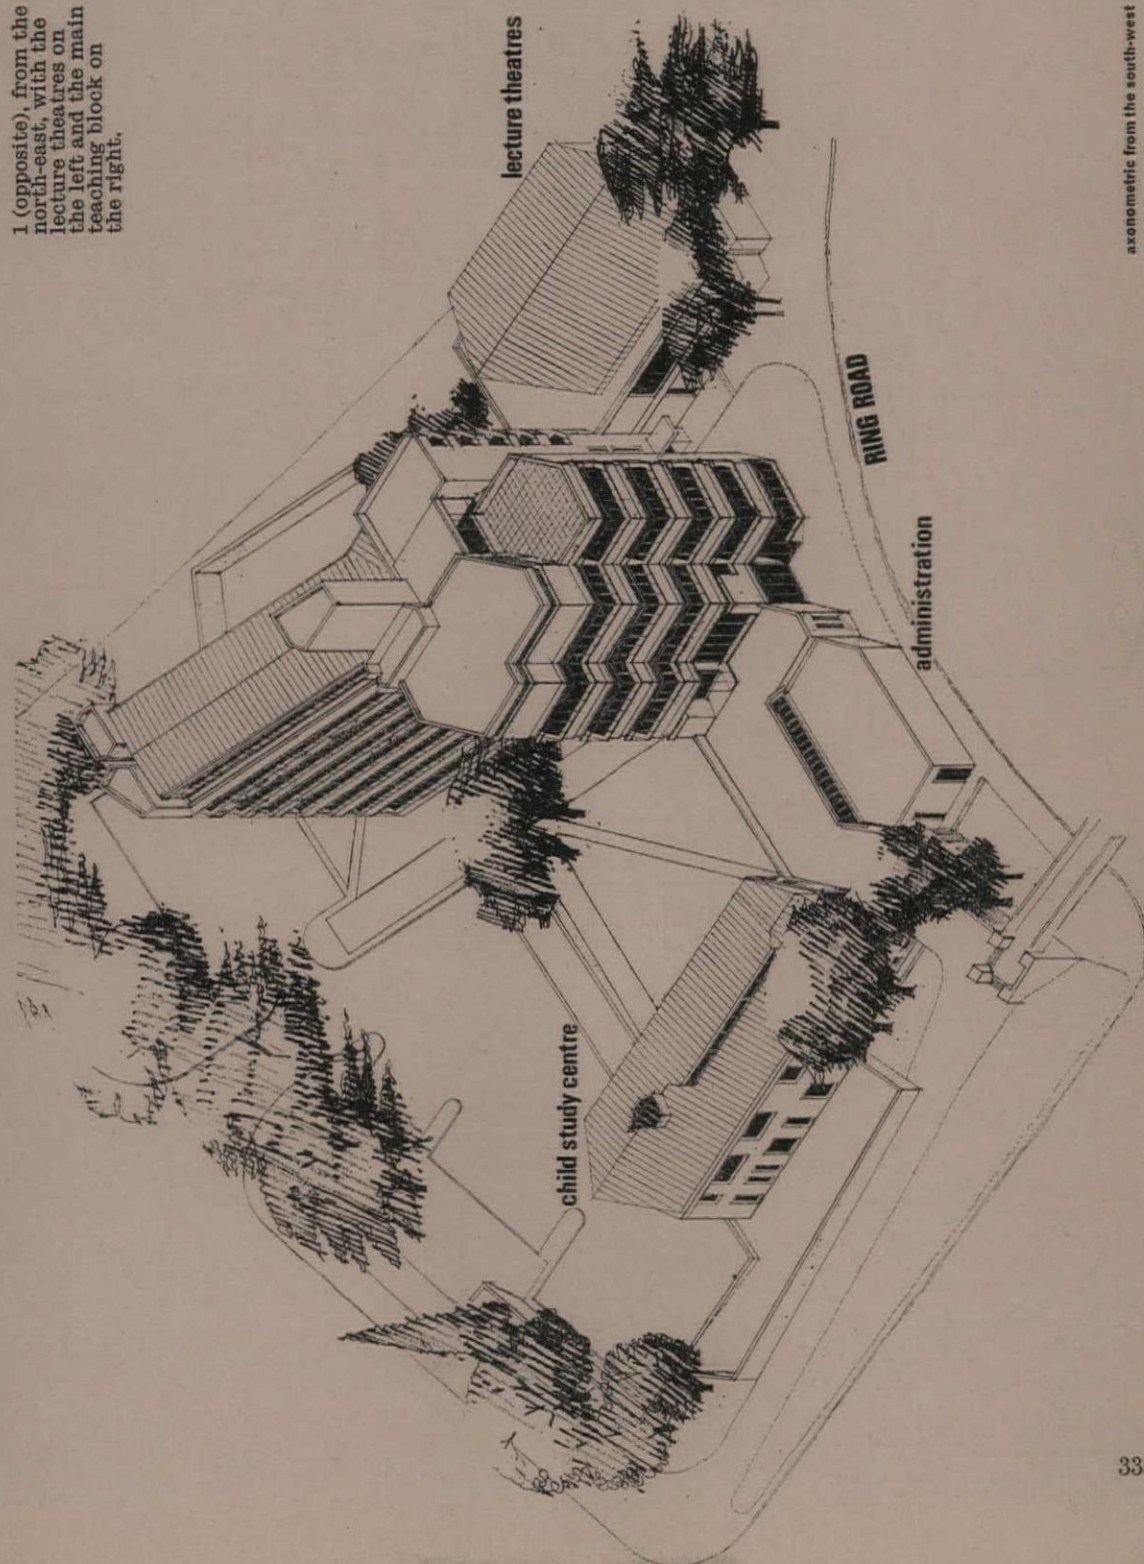 1 (opposite), from the
north-east, with the
lecture theatres on
the left and the main
teaching block on
the right.
lecture theatres
RING ROAD
administration
child study centre
axonometric from the south-west
33